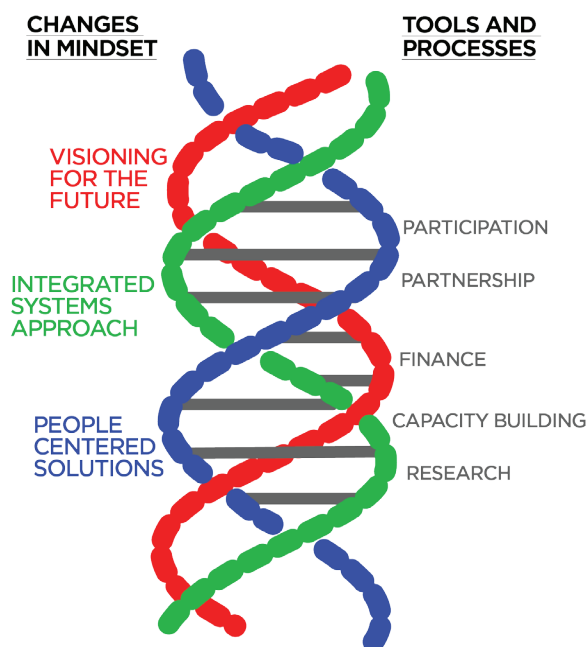 CHANGES
IN MINDSET
TOOLS AND
PROCESSES
VISIONING
FOR THE
FUTURE
INTEGRATED
SYSTEMS
APPROACH
PEOPLE
CENTERED
SOLUTIONS
PARTICIPATION
PARTNERSHIP
FINANCE
CAPACITY BUILDING
RESEARCH